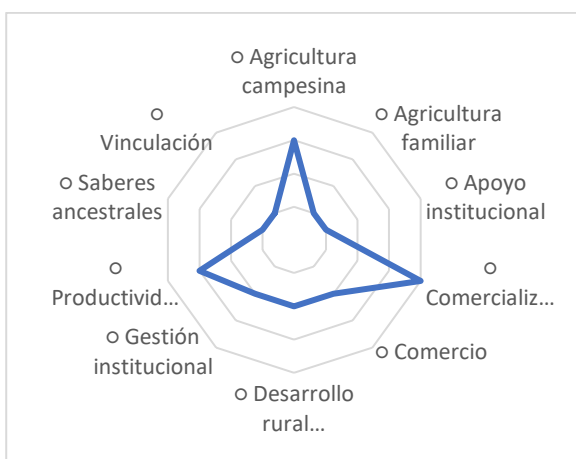 ○ Agricultura
campesina
○ Agricultura
familiar
○ Apoyo
institucional
○
Comercializ...
○ Comercio
○ Desarrollo
rural...
○ Gestión
institucional
○
Productivid...
○ Saberes
ancestrales
○
Vinculación